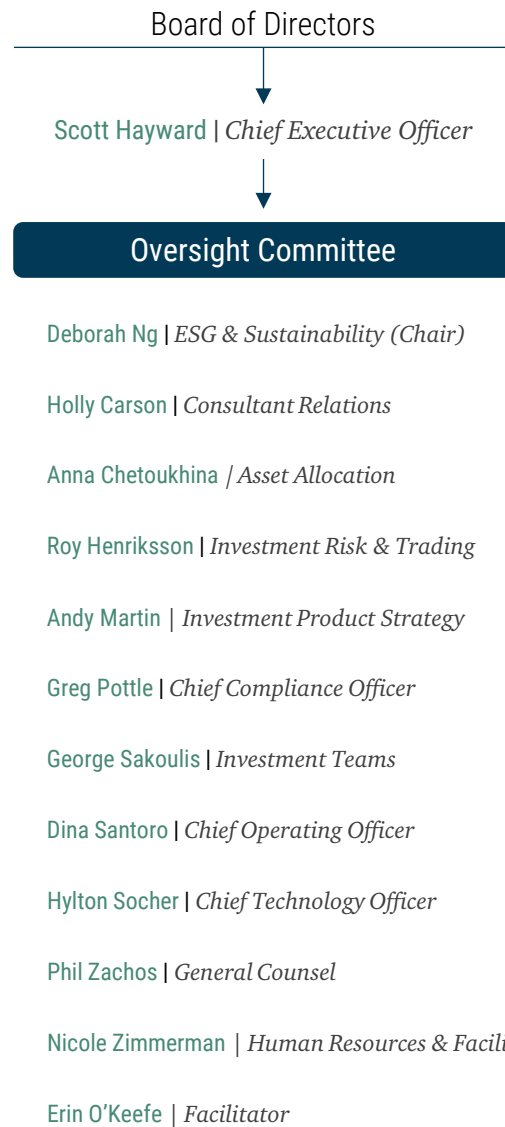 Board of Directors
Scott Hayward | Chief Executive Officer
Oversight Committee
Deborah Ng | ESG & Sustainability (Chair)
Holly Carson | Consultant Relations
Anna Chetoukhina | Asset Allocation
Roy Henriksson | Investment Risk & Trading
Andy Martin | Investment Product Strategy
Greg Pottle | Chief Compliance Officer
George Sakoulis | Investment Teams
Dina Santoro | Chief Operating Officer
Hylton Socher | Chief Technology Officer
Phil Zachos | General Counsel
Nicole Zimmerman | Human Resources &
Erin O’Keefe | Facilitator